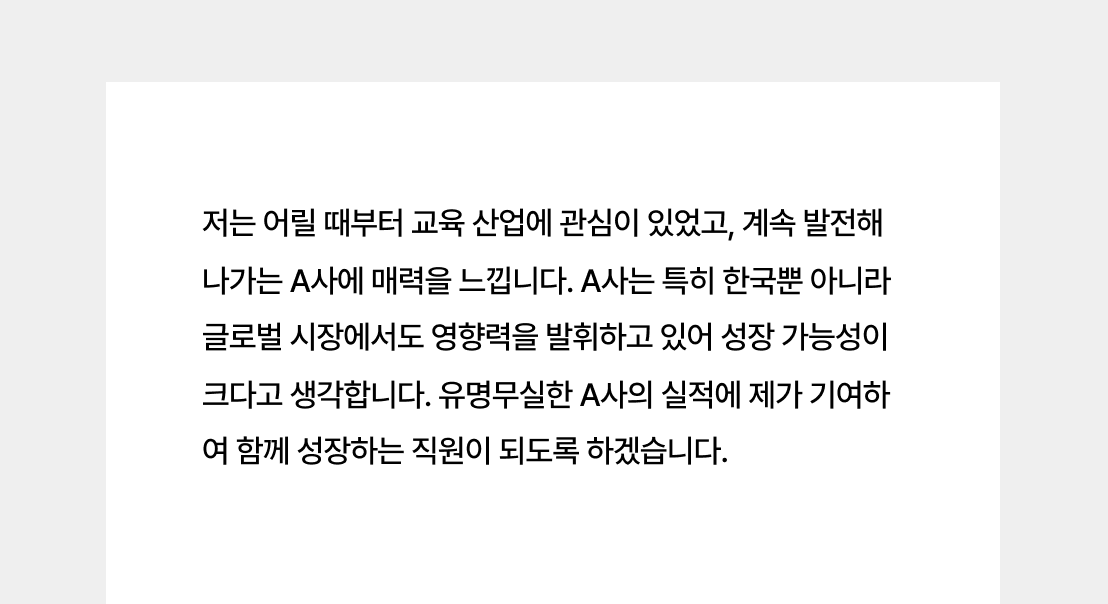 저는 어릴 때부터 교육 산업에 관심이 있었고, 계속 발전해
나가는 A사에 매력을 느낍니다. A사는 특히 한국뿐 아니라
글로벌 시장에서도 영향력을 발휘하고 있어 성장 가능성이
크다고 생각합니다. 유명무실한 A사의 실적에 제가 기여하
여 함께 성장하는 직원이 되도록 하겠습니다.